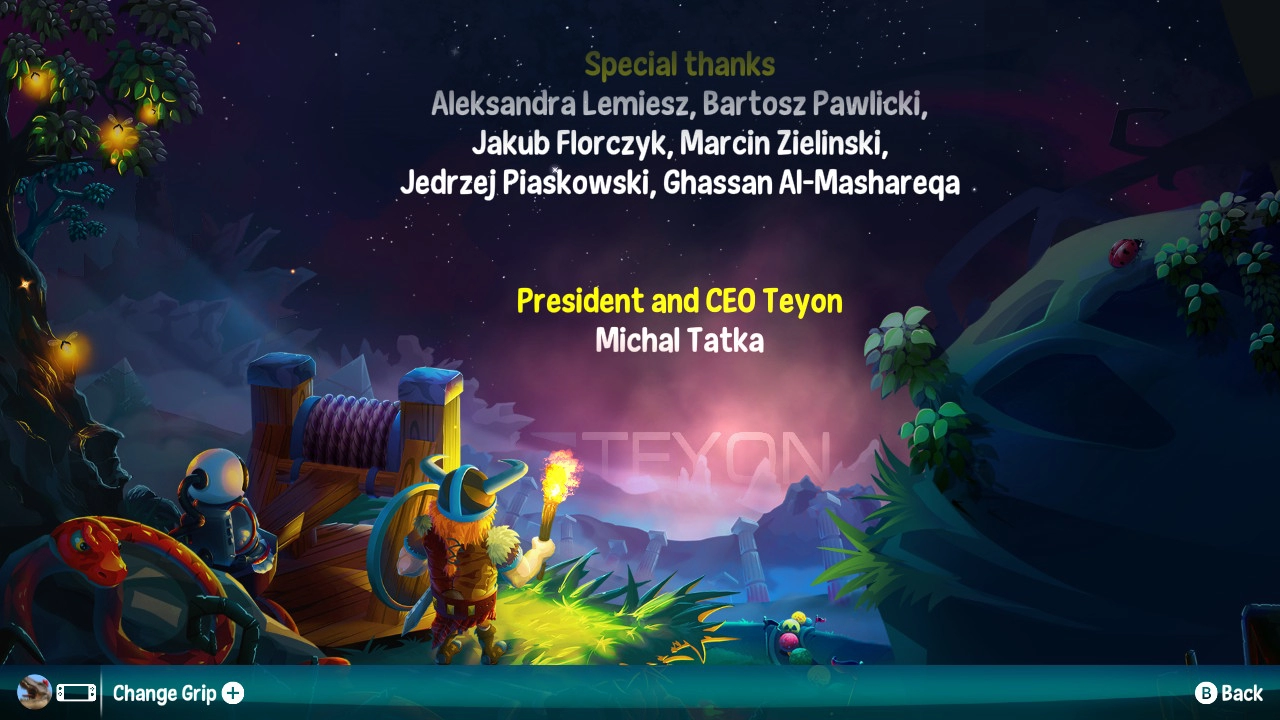 Special thanks
Aleksandra Lemiesz, Bartosz Pawlicki,
Jakub Florczyk, Marcin Zielinski,
Jedrzej Piaskowski, Ghassan Al-Mashareqa
President and CEO Teyon
Michal Tatka
TEYON
Change Grip +
B Back